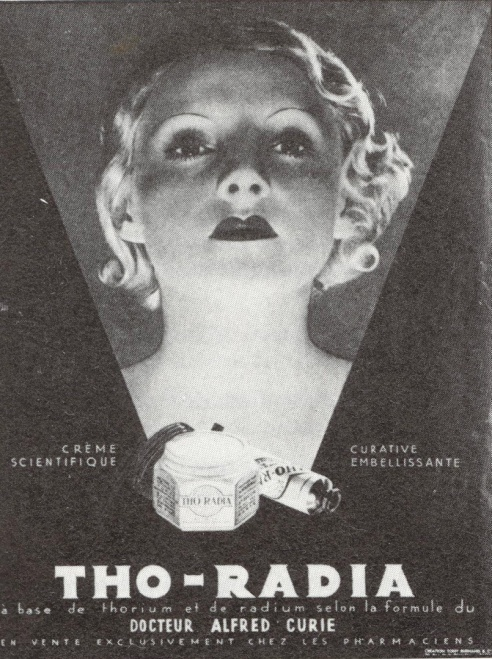 CRÈME
SCIENTIFIQUE
CURATIVE
EMBELLISSANTE
THO-RADIA
THO-RADIA
à base de thorium et de radium selon la formule du
DOCTEUR ALFRED CURIE
EN VENTE EXCLUSIVEMENT CHEZ LES PHARMACIENS